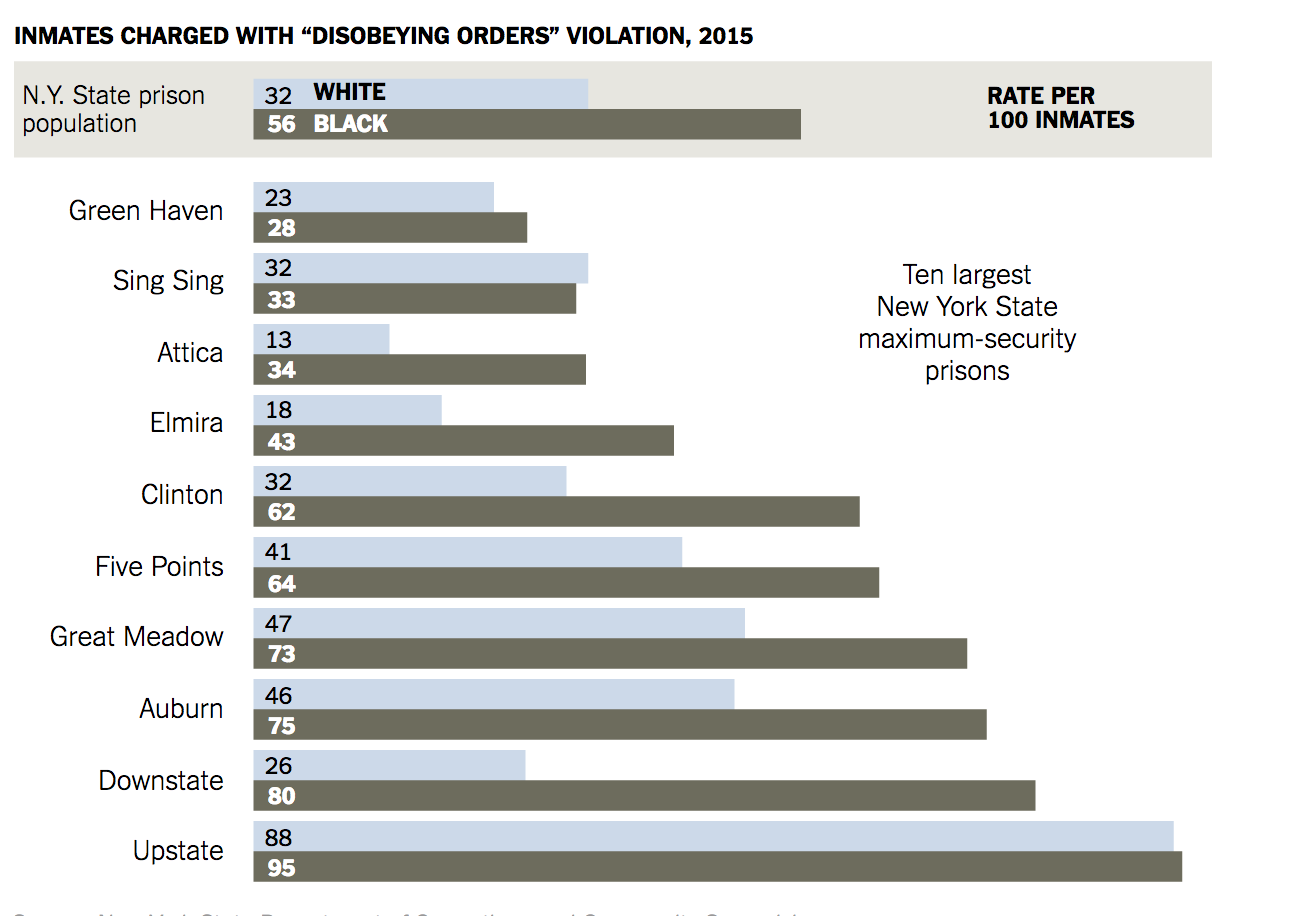 INMATES CHARGED WITH “DISOBEYING ORDERS” VIOLATION, 2015
N.Y. State prison
population
32 WHITE
56 BLACK
RATE PER
100 INMATES
Green Haven
23
28
Sing Sing
32
33
Ten largest
New York State
maximum-security
prisons
Attica
13
34
Elmira
18
43
Clinton
32
62
Five Points
41
64
Great Meadow
47
73
Auburn
46
75
Downstate
26
80
Upstate
88
95